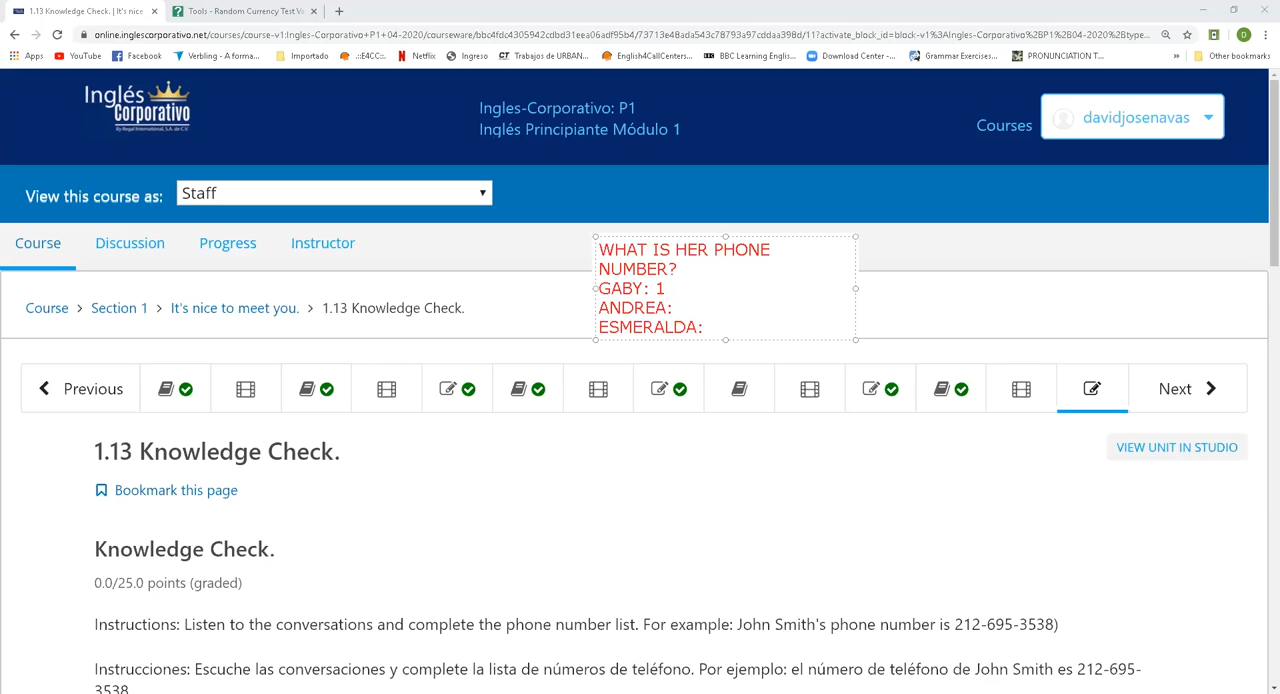 1.13 Knowledge Check. | It's nice
Tools - Random Currency Test V
online.inglescorporativo.net/courses/course-v1:Ingles-Corporativo+P1+04-2020/courseware/bbc4fdc4305942cdbd31eea06adf95b4/73713e48ada543c78793a97cddaa398d/11?activate_block_id=block-v1%3AIngles-Corporativo%2BP1%2B04-2020%2Btype...
D
Apps
YouTube
Facebook
Verbling - A forma...
Importado
.::E4CC::.
Netflix
Ingreso
CT Trabajos de URBAN...
English4CallCenters...
BBC BBC Learning Englis...
Download Center -...
Grammar Exercises...
PRONUNCIATION T...
»
Other bookmarks
Inglés
Corporativo
By Regal International, S.A. de C.V.
Ingles-Corporativo: P1
Inglés Principiante Módulo 1
Courses
davidjosenavas
View this course as:
Staff
Course
Discussion
Progress
Instructor
WHAT IS HER PHONE
NUMBER?
GABY: 1
ANDREA:
ESMERALDA:
Course > Section 1 > It's nice to meet you. > 1.13 Knowledge Check.
Previous
Next
1.13 Knowledge Check.
VIEW UNIT IN STUDIO
Bookmark this page
Knowledge Check.
0.0/25.0 points (graded)
Instructions: Listen to the conversations and complete the phone number list. For example: John Smith's phone number is 212-695-3538)
Instrucciones: Escuche las conversaciones y complete la lista de números de teléfono. Por ejemplo: el número de teléfono de John Smith es 212-695-
3538